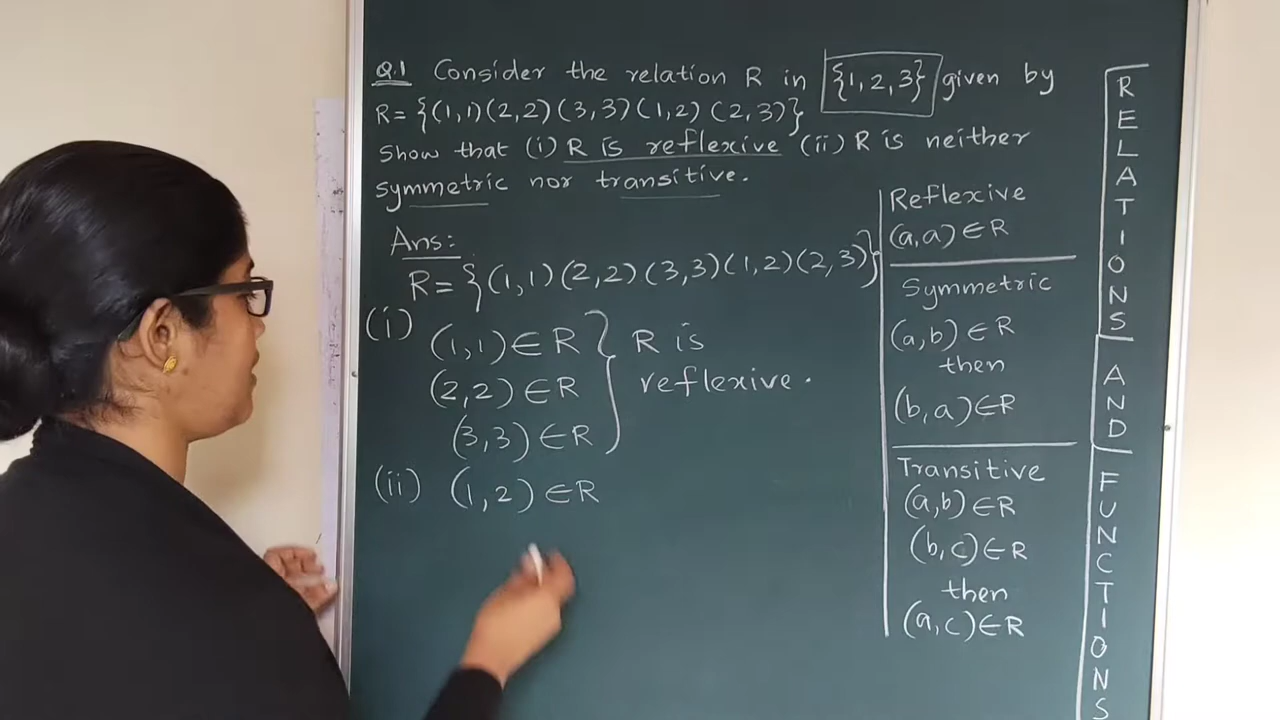 Q.1 Consider the relation R in {1,2,3} given by
R= {(1,1)(2,2)(3,3)(1,2) (2,3)}
Show that (i) R is reflexive (ii) R is neither
symmetric nor transitive.
Ans:
R= {(1,1)(2,2)(3,3)(1,2)(2,3)}
(i) (1,1)∈R } R is
(2,2)∈R reflexive.
(3,3)∈R
(ii) (1,2)∈R
Reflexive
(a,a)∈R
Symmetric
(a,b)∈R
then
(b,a)∈R
Transitive
(a,b)∈R
(b,c)∈R
then
(a,c)∈R
RELATIONS AND FUNCTIONS